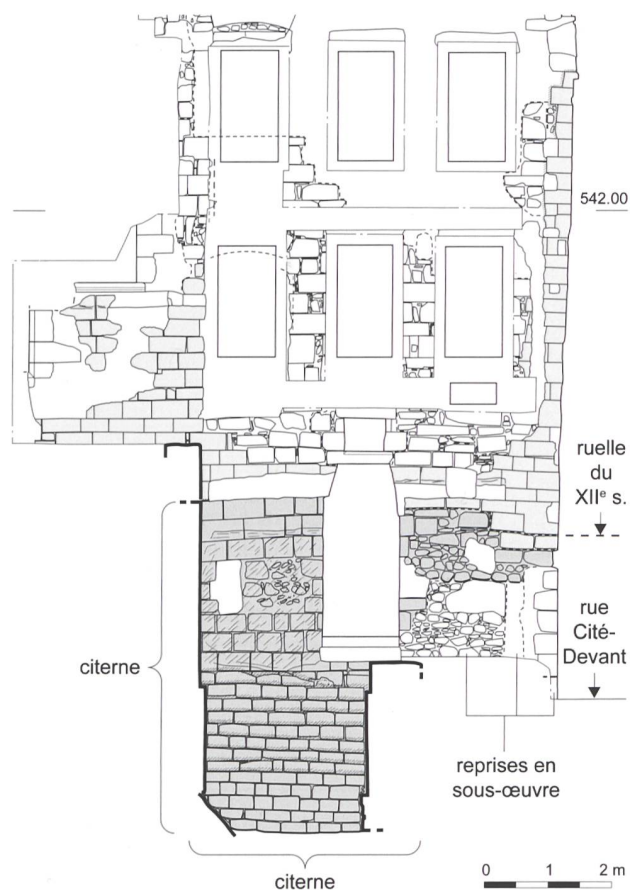 542.00
ruelle
du
XIIe s.
citerne
rue
Cité-
Devant
reprises en
sous-œuvre
citerne
0 1 2 m